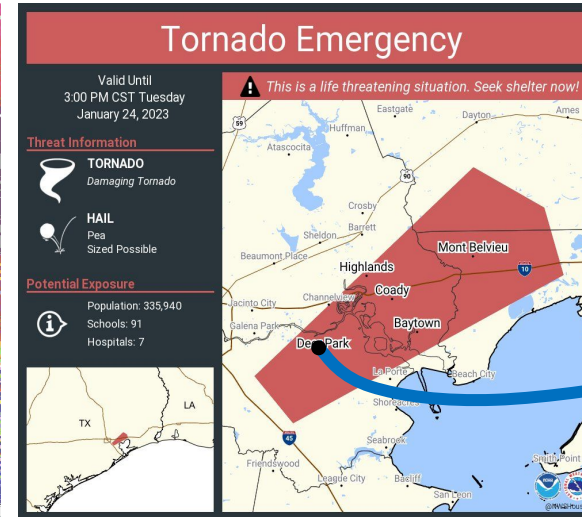 Tornado Emergency
Valid Until
3:00 PM CST Tuesday
January 24, 2023
This is a life threatening situation. Seek shelter now!
Threat Information
TORNADO
Damaging Tornado
HAIL
Pea
Sized Possible
Potential Exposure
Population: 335,940
Schools: 91
Hospitals: 7
TX
LA
Eastgate
Dayton
Ames
59
Huffman
Atascocita
90
Crosby
Barrett
Sheldon
Beaumont Place
Mont Belvieu
Highlands
10
Coady
Channelview
Jacinto City
Galena Park
Baytown
Park
La Porte
Beach City
Shoreacres
45
Seabrook
Friendswood
League City
Bacliff
San Leon
Smith Point